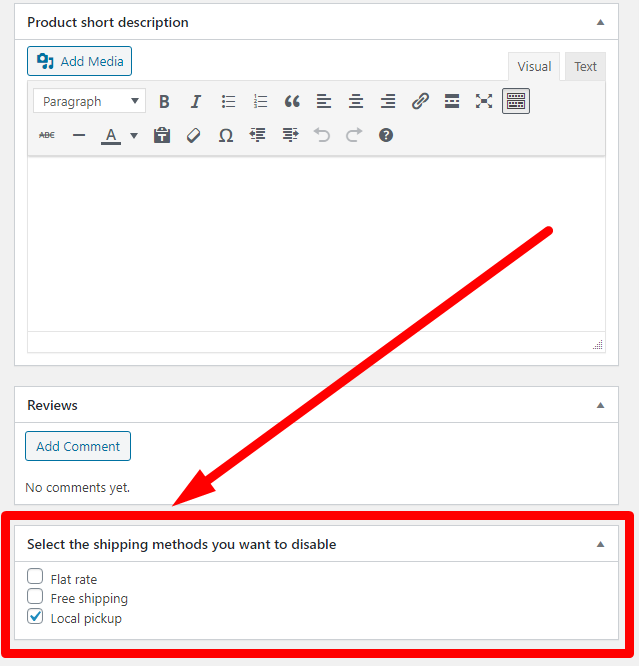 Product short description
Add Media
Visual Text
Paragraph B I
ABC A T Ω ?
Reviews
Add Comment
No comments yet.
Select the shipping methods you want to disable
Flat rate
Free shipping
Local pickup